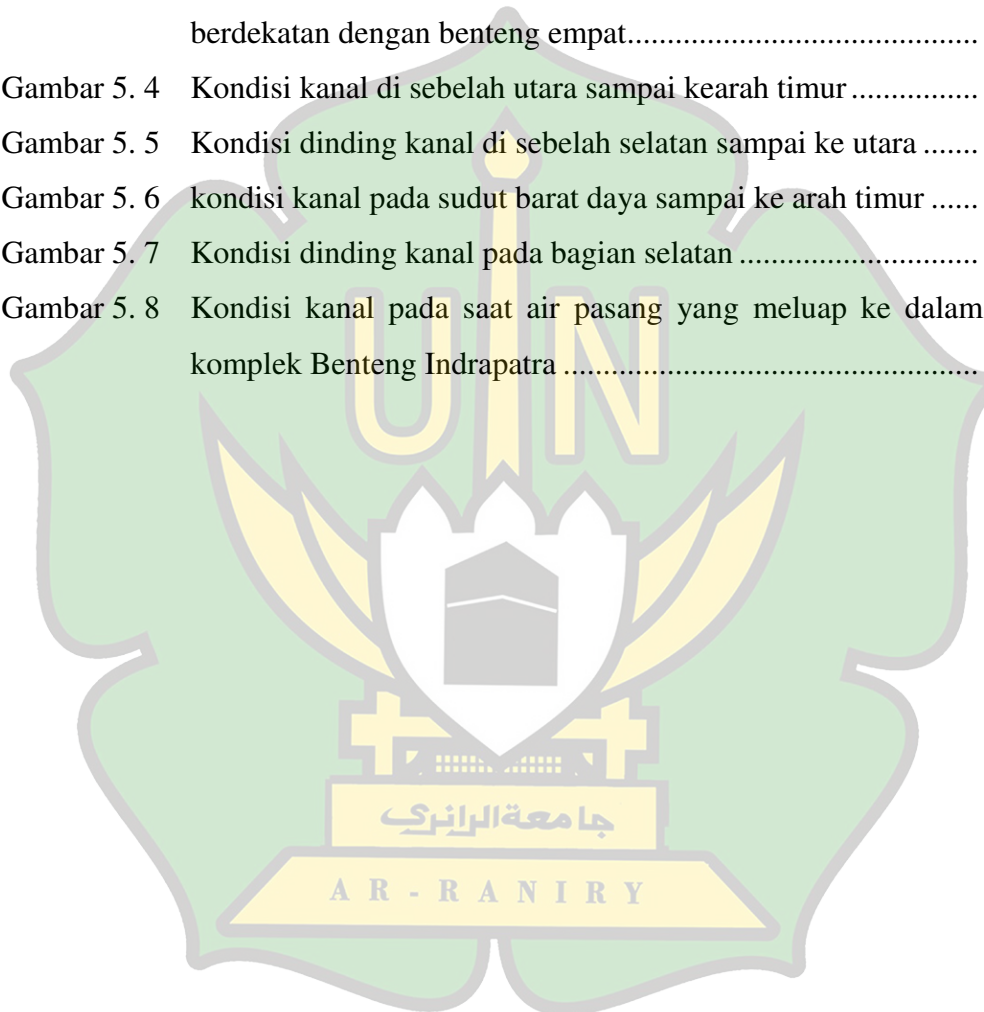 berdekatan dengan benteng empat............................................
Gambar 5. 4 Kondisi kanal di sebelah utara sampai kearah timur................
Gambar 5. 5 Kondisi dinding kanal di sebelah selatan sampai ke utara.......
Gambar 5. 6 kondisi kanal pada sudut barat daya sampai ke arah timur......
Gambar 5. 7 Kondisi dinding kanal pada bagian selatan..............................
Gambar 5. 8 Kondisi kanal pada saat air pasang yang meluap ke dalam
komplek Benteng Indrapatra....................................................
UIN
جامعة الرانري
AR-RANIRY